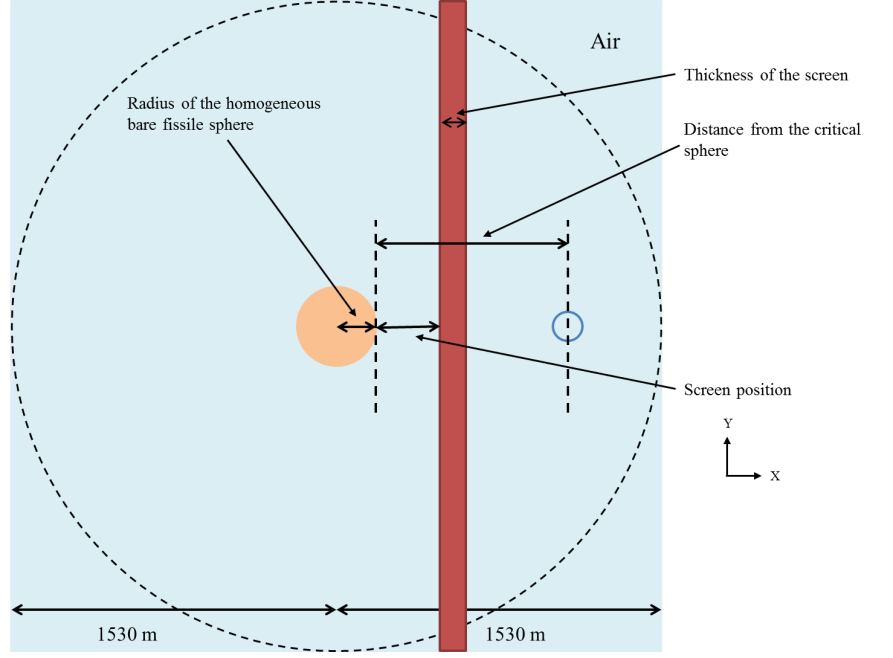 Air
Thickness of the screen
Radius of the homogeneous
bare fissile sphere
Distance from the critical
sphere
Screen position
Y
X
1530 m
1530 m